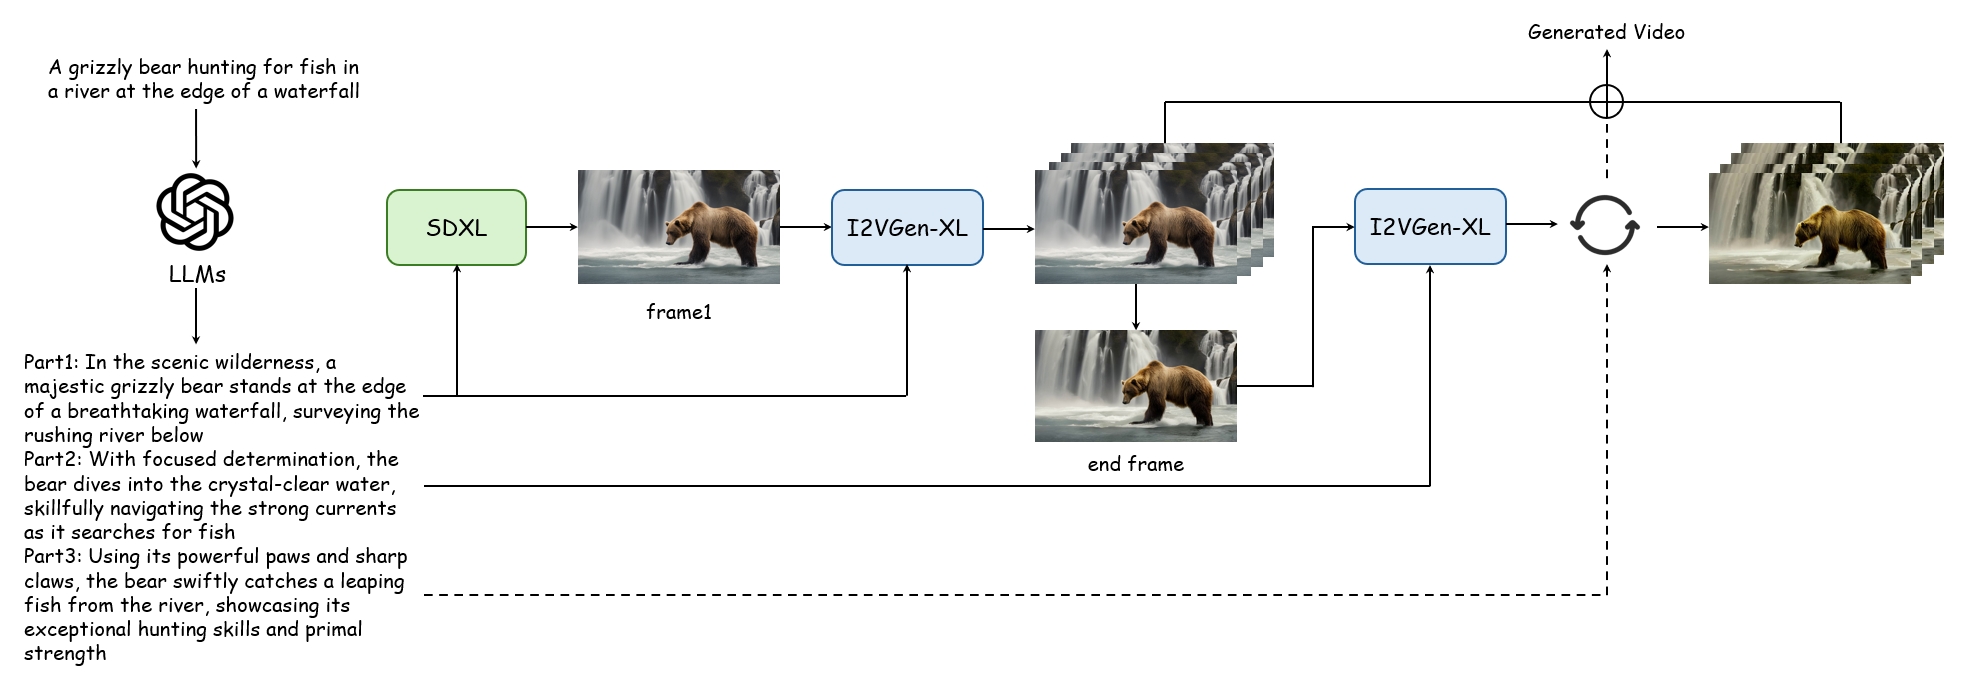 Generated Video
A grizzly bear hunting for fish in
a river at the edge of a waterfall
SDXL
I2VGen-XL
I2VGen-XL
LLMs
frame1
end frame
Part1: In the scenic wilderness, a
majestic grizzly bear stands at the edge
of a breathtaking waterfall, surveying the
rushing river below
Part2: With focused determination, the
bear dives into the crystal-clear water,
skillfully navigating the strong currents
as it searches for fish
Part3: Using its powerful paws and sharp
claws, the bear swiftly catches a leaping
fish from the river, showcasing its
exceptional hunting skills and primal
strength